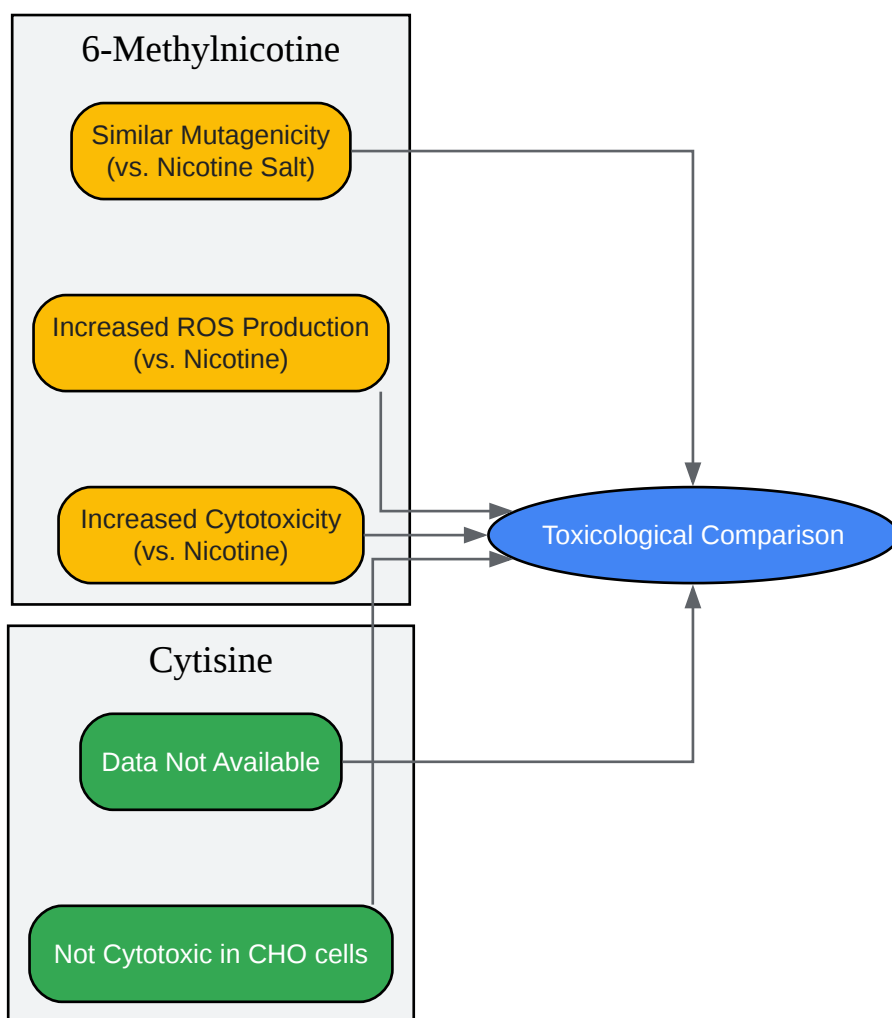 6-Methylnicotine
Similar Mutagenicity
(vs. Nicotine Salt)
Increased ROS Production
(vs. Nicotine)
Increased Cytotoxicity
(vs. Nicotine)
Toxicological Comparison
Cytisine
Data Not Available
Not Cytotoxic in CHO cells